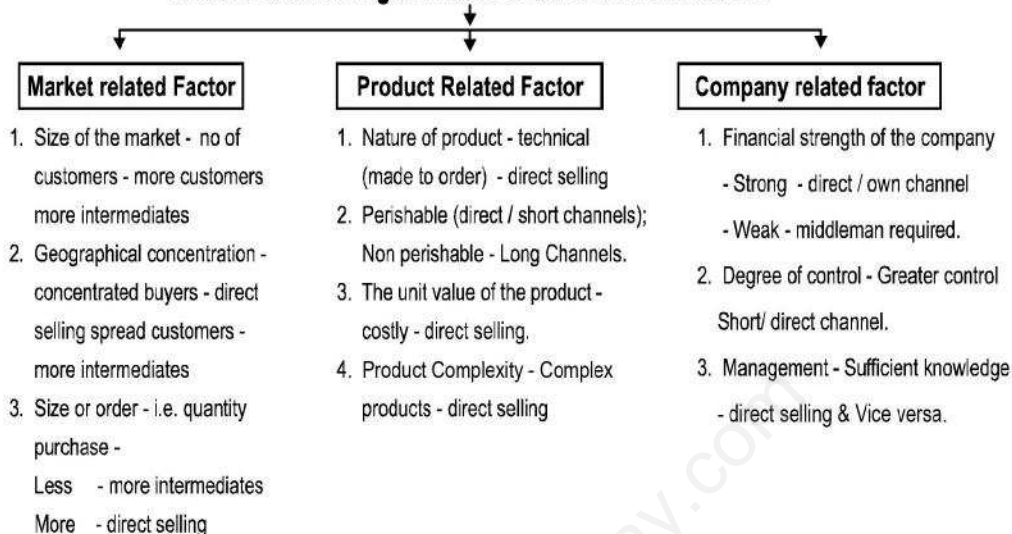 Market related Factor
1. Size of the market - no of
customers - more customers
more intermediates
2. Geographical concentration -
concentrated buyers - direct
selling spread customers -
more intermediates
3. Size or order - i.e. quantity
purchase -
Less - more intermediates
More - direct selling
Product Related Factor
1. Nature of product - technical
(made to order) - direct selling
2. Perishable (direct / short channels);
Non perishable - Long Channels.
3. The unit value of the product -
costly - direct selling.
4. Product Complexity - Complex
products - direct selling
Company related factor
1. Financial strength of the company
- Strong - direct / own channel
- Weak - middleman required.
2. Degree of control - Greater control
Short/ direct channel.
3. Management - Sufficient knowledge
- direct selling & Vice versa.